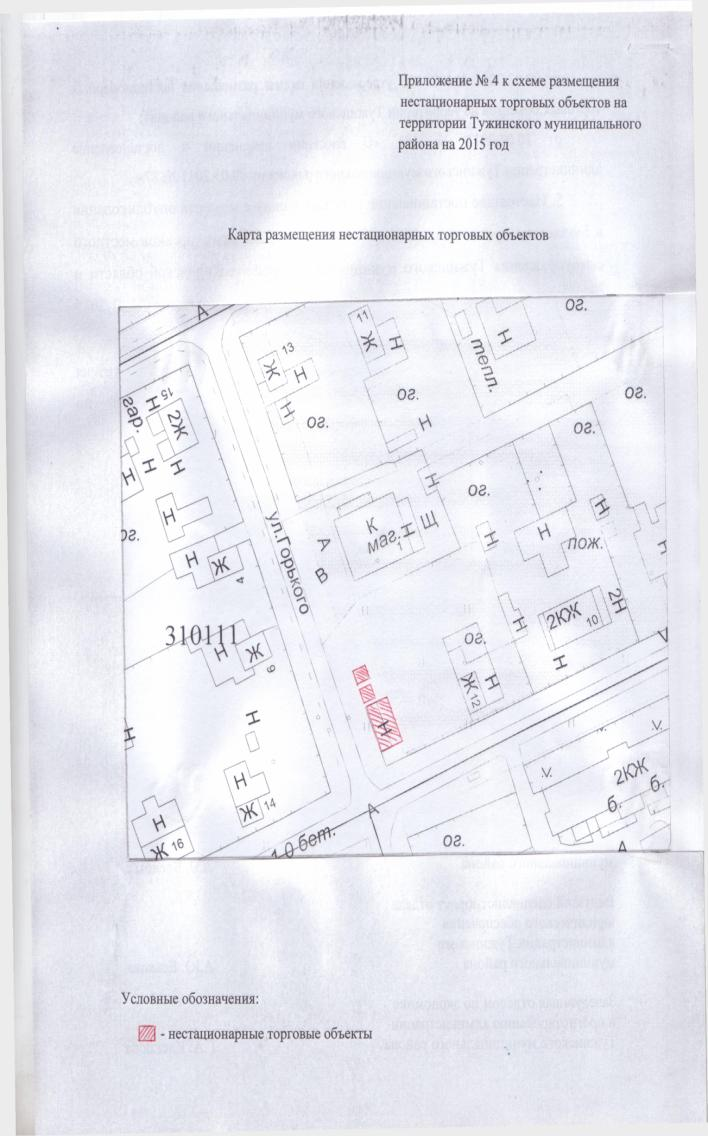 Приложение № 4 к схеме размещения
нестационарных торговых объектов на
территории Тужинского муниципального
района на 2015 год
Карта размещения нестационарных торговых объектов
А
11
Ж
Н
Н
ог.
тепл.
13
Ж
Н
Н
ог.
ог.
Н
ог.
ог.
15
Н
2Ж
гар.
Н
Н
Н
Н
ог.
Н
Ж
4
ул.Горького
А
В
К
маг.
Н
1
Щ
Н
ог.
Н
Н
пож.
Н
Н
310111
Н
Ж
6
Н
2КЖ
10
2Н
Н
А
ог.
Ж
12
Н
Н
Н
Н
Н
Ж
14
Н
Ж
16
1.0 бет.
А
ог.
2КЖ
б.
б.
А
Условные обозначения:
- нестационарные торговые объекты